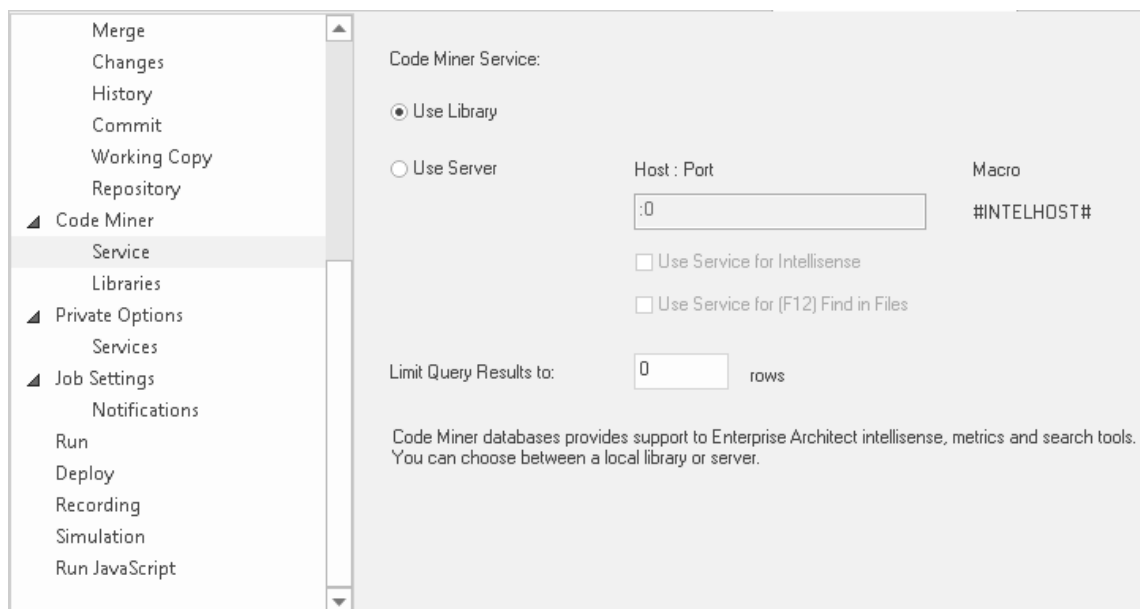 Merge
Changes
History
Commit
Working Copy
Repository
Code Miner
Service
Libraries
Private Options
Services
Job Settings
Notifications
Run
Deploy
Recording
Simulation
Run JavaScript
Code Miner Service:
Use Library
Use Server
Host : Port
Macro
:0
#INTELHOST#
Use Service for Intellisense
Use Service for (F12) Find in Files
Limit Query Results to:
0
rows
Code Miner databases provides support to Enterprise Architect intellisense, metrics and search tools.
You can choose between a local library or server.